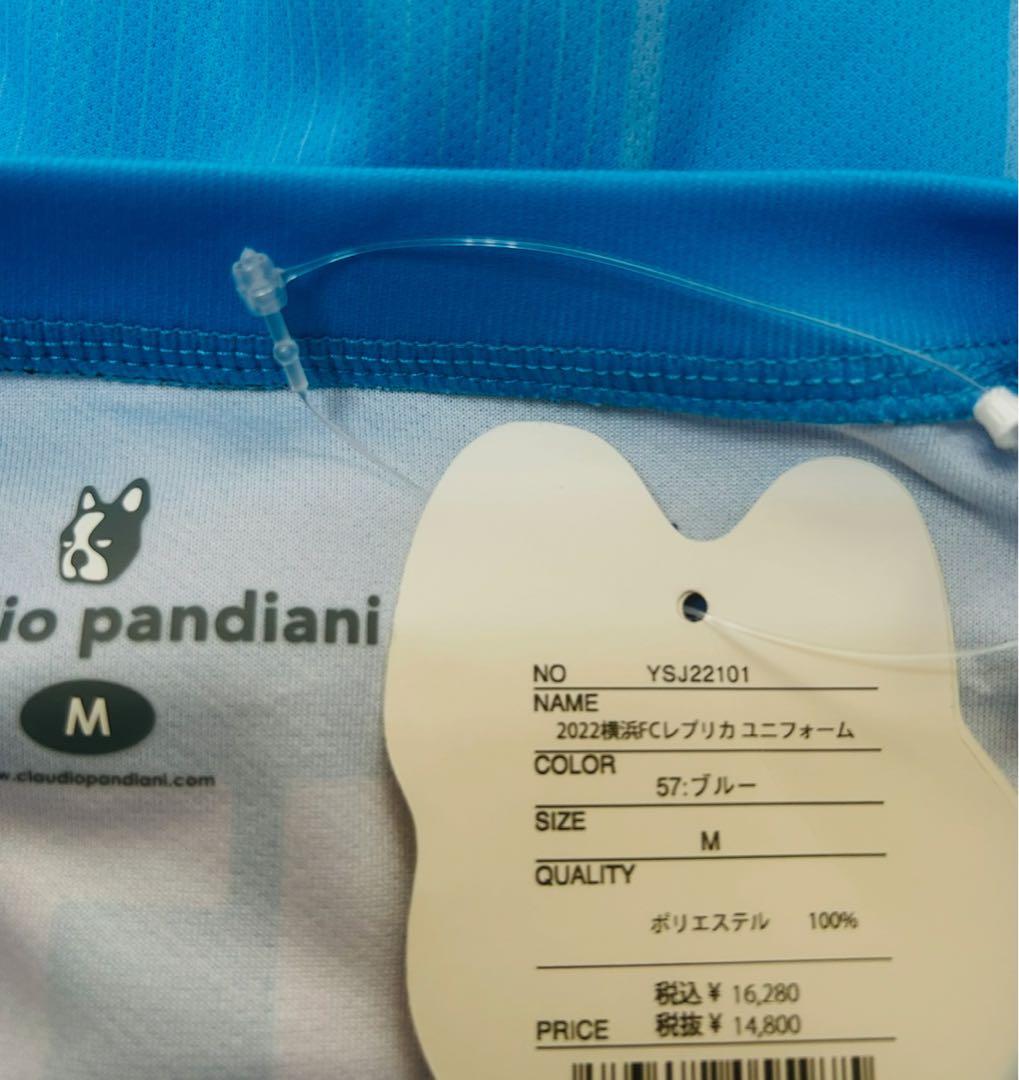 io pandiani
M
w.claudiopandiani.com
NO YSJ22101
NAME
2022横浜FCレプリカ ユニフォーム
COLOR
57:ブルー
SIZE
M
QUALITY
ポリエステル 100%
税込¥ 16,280
PRICE 税抜¥ 14,800